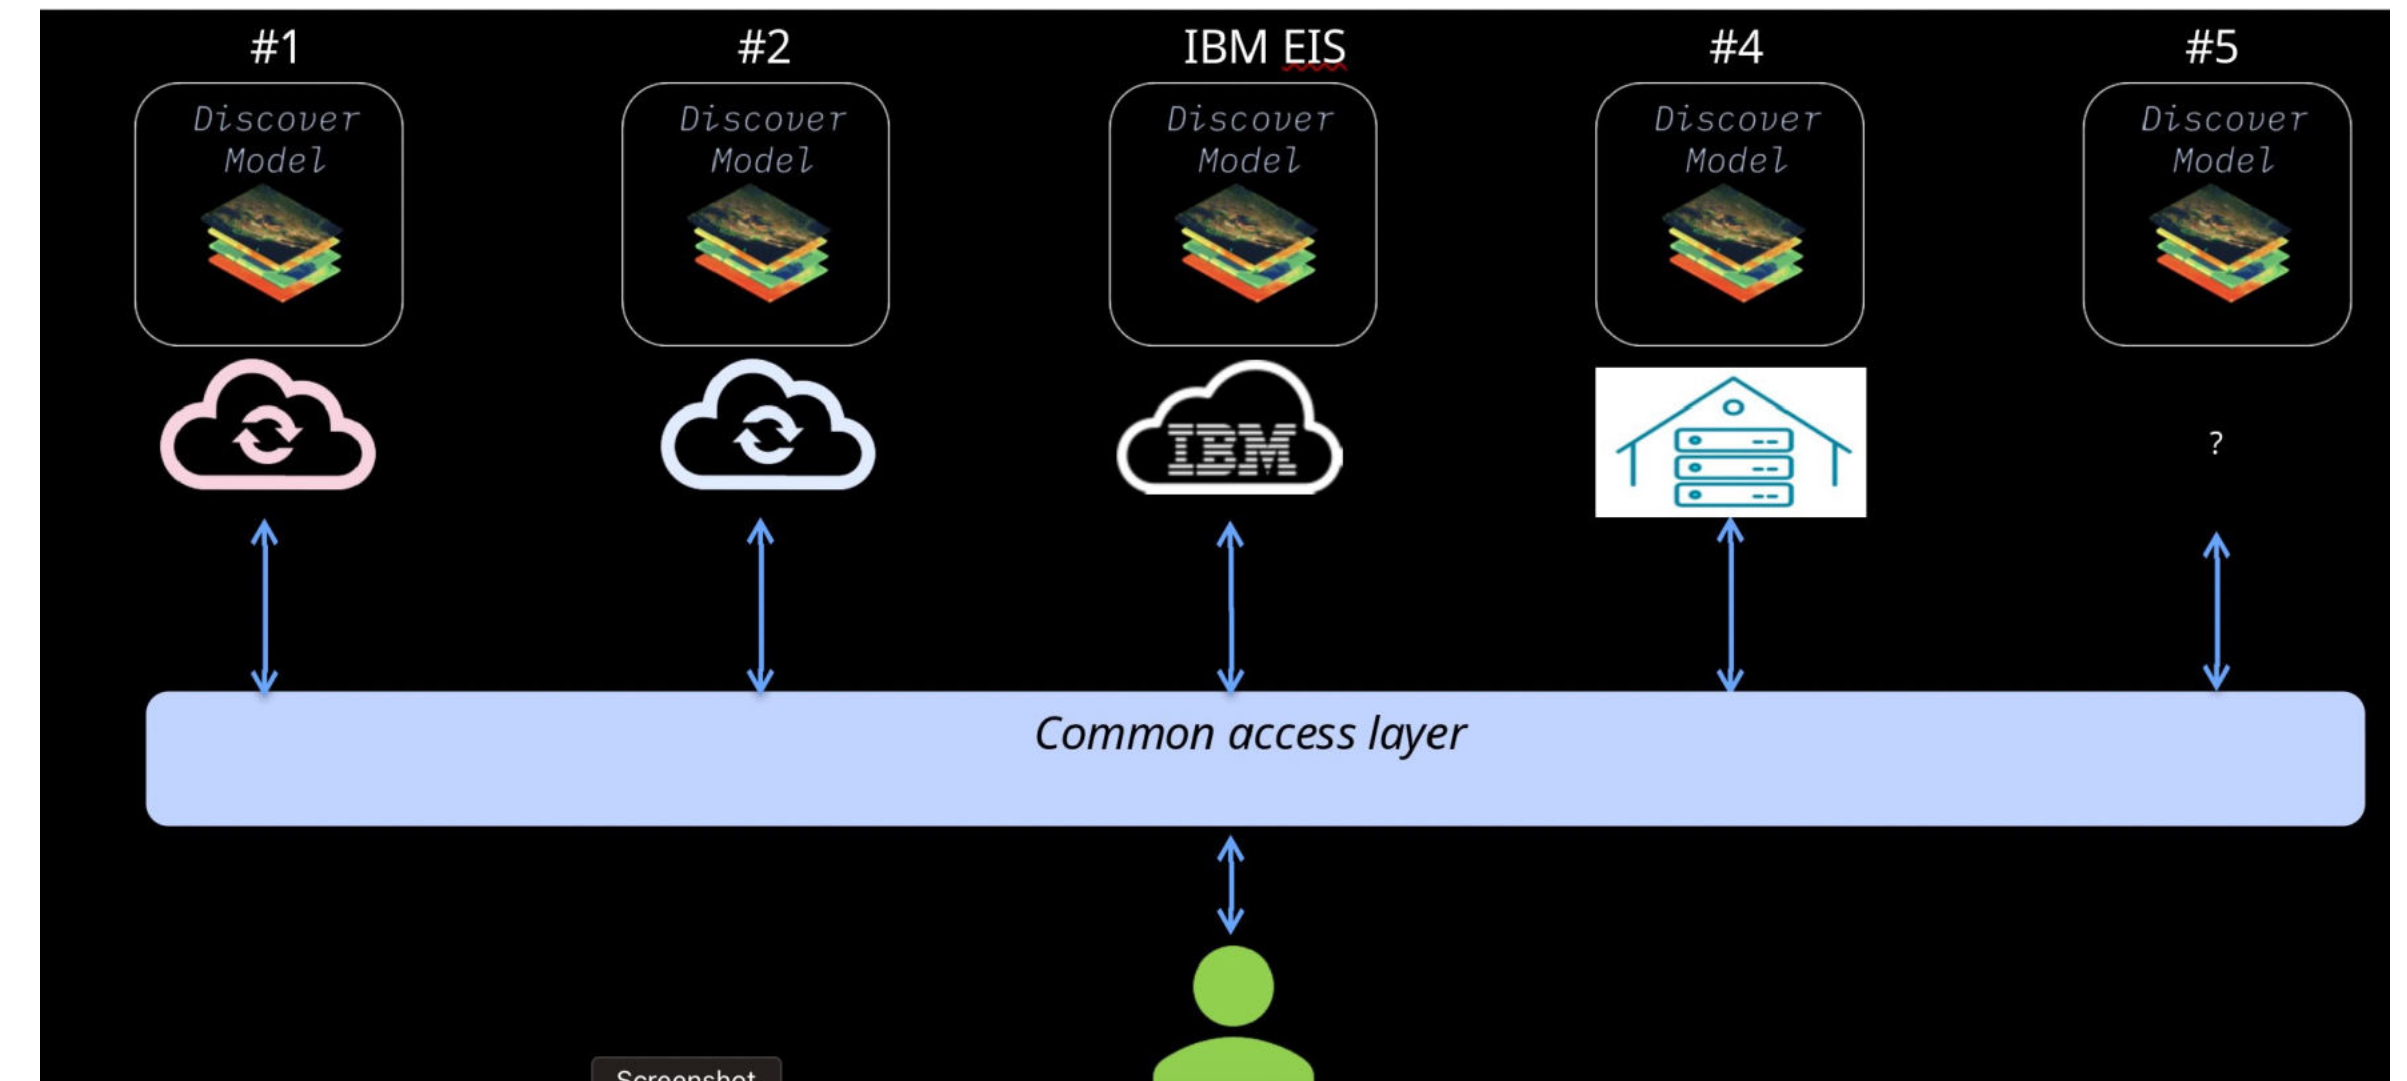 #1
#2
IBM EIS
#4
#5
Discover
Model
Discover
Model
Discover
Model
Discover
Model
Discover
Model
IBM
?
Common access layer
Screenshot